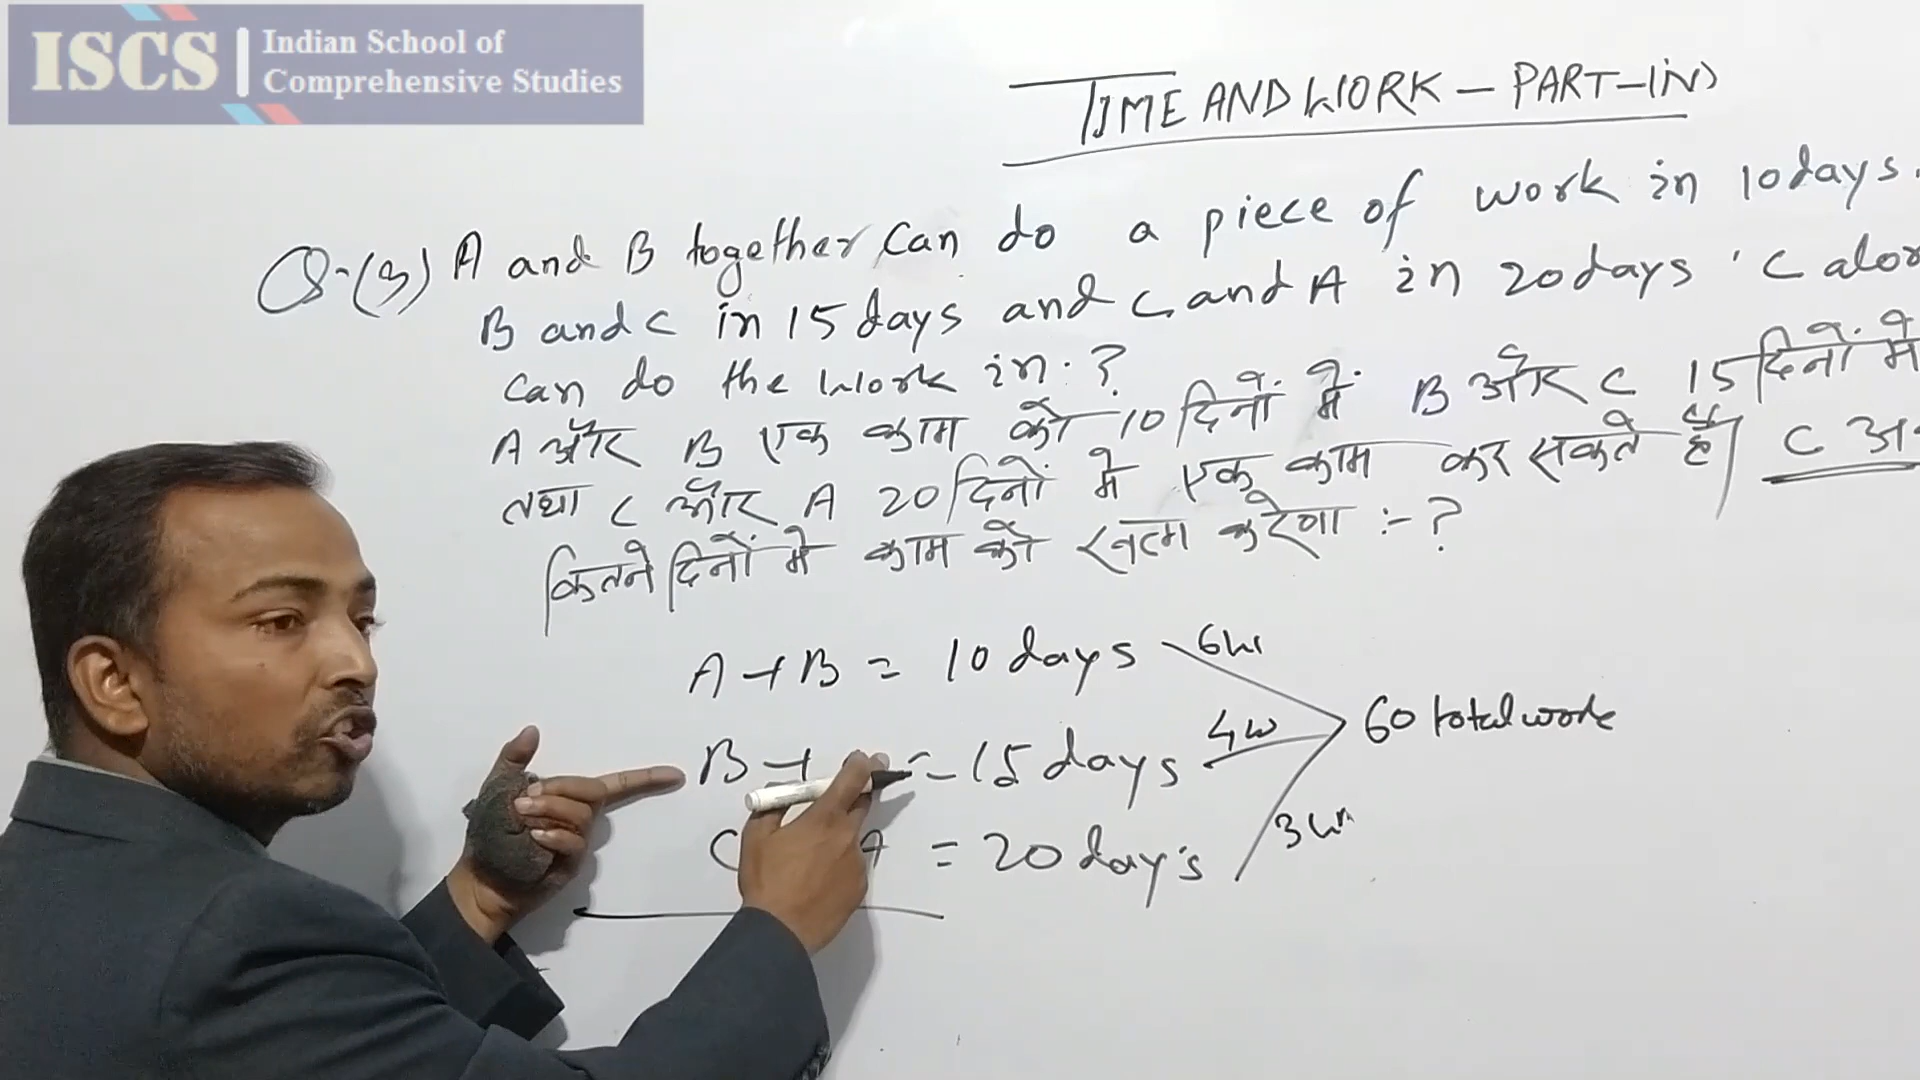 ISCS
Indian School of
Comprehensive Studies
TIME AND WORK - PART-IN)
Q-(3) A and B together can do a piece of work in 10 days.
B and C in 15 days and C and A in 20 days . C alon
can do the work in . ?
A और B एक काम को 10 दिनों में B और C 15 दिनों में
तथा C और A 20 दिनों में एक काम कर सकते हैं। C अ
कितने दिनों में काम को खत्म करेगा :- ?
A + B = 10 days 6W
B + C = 15 days 4W 60 total work
C A = 20 days 3W